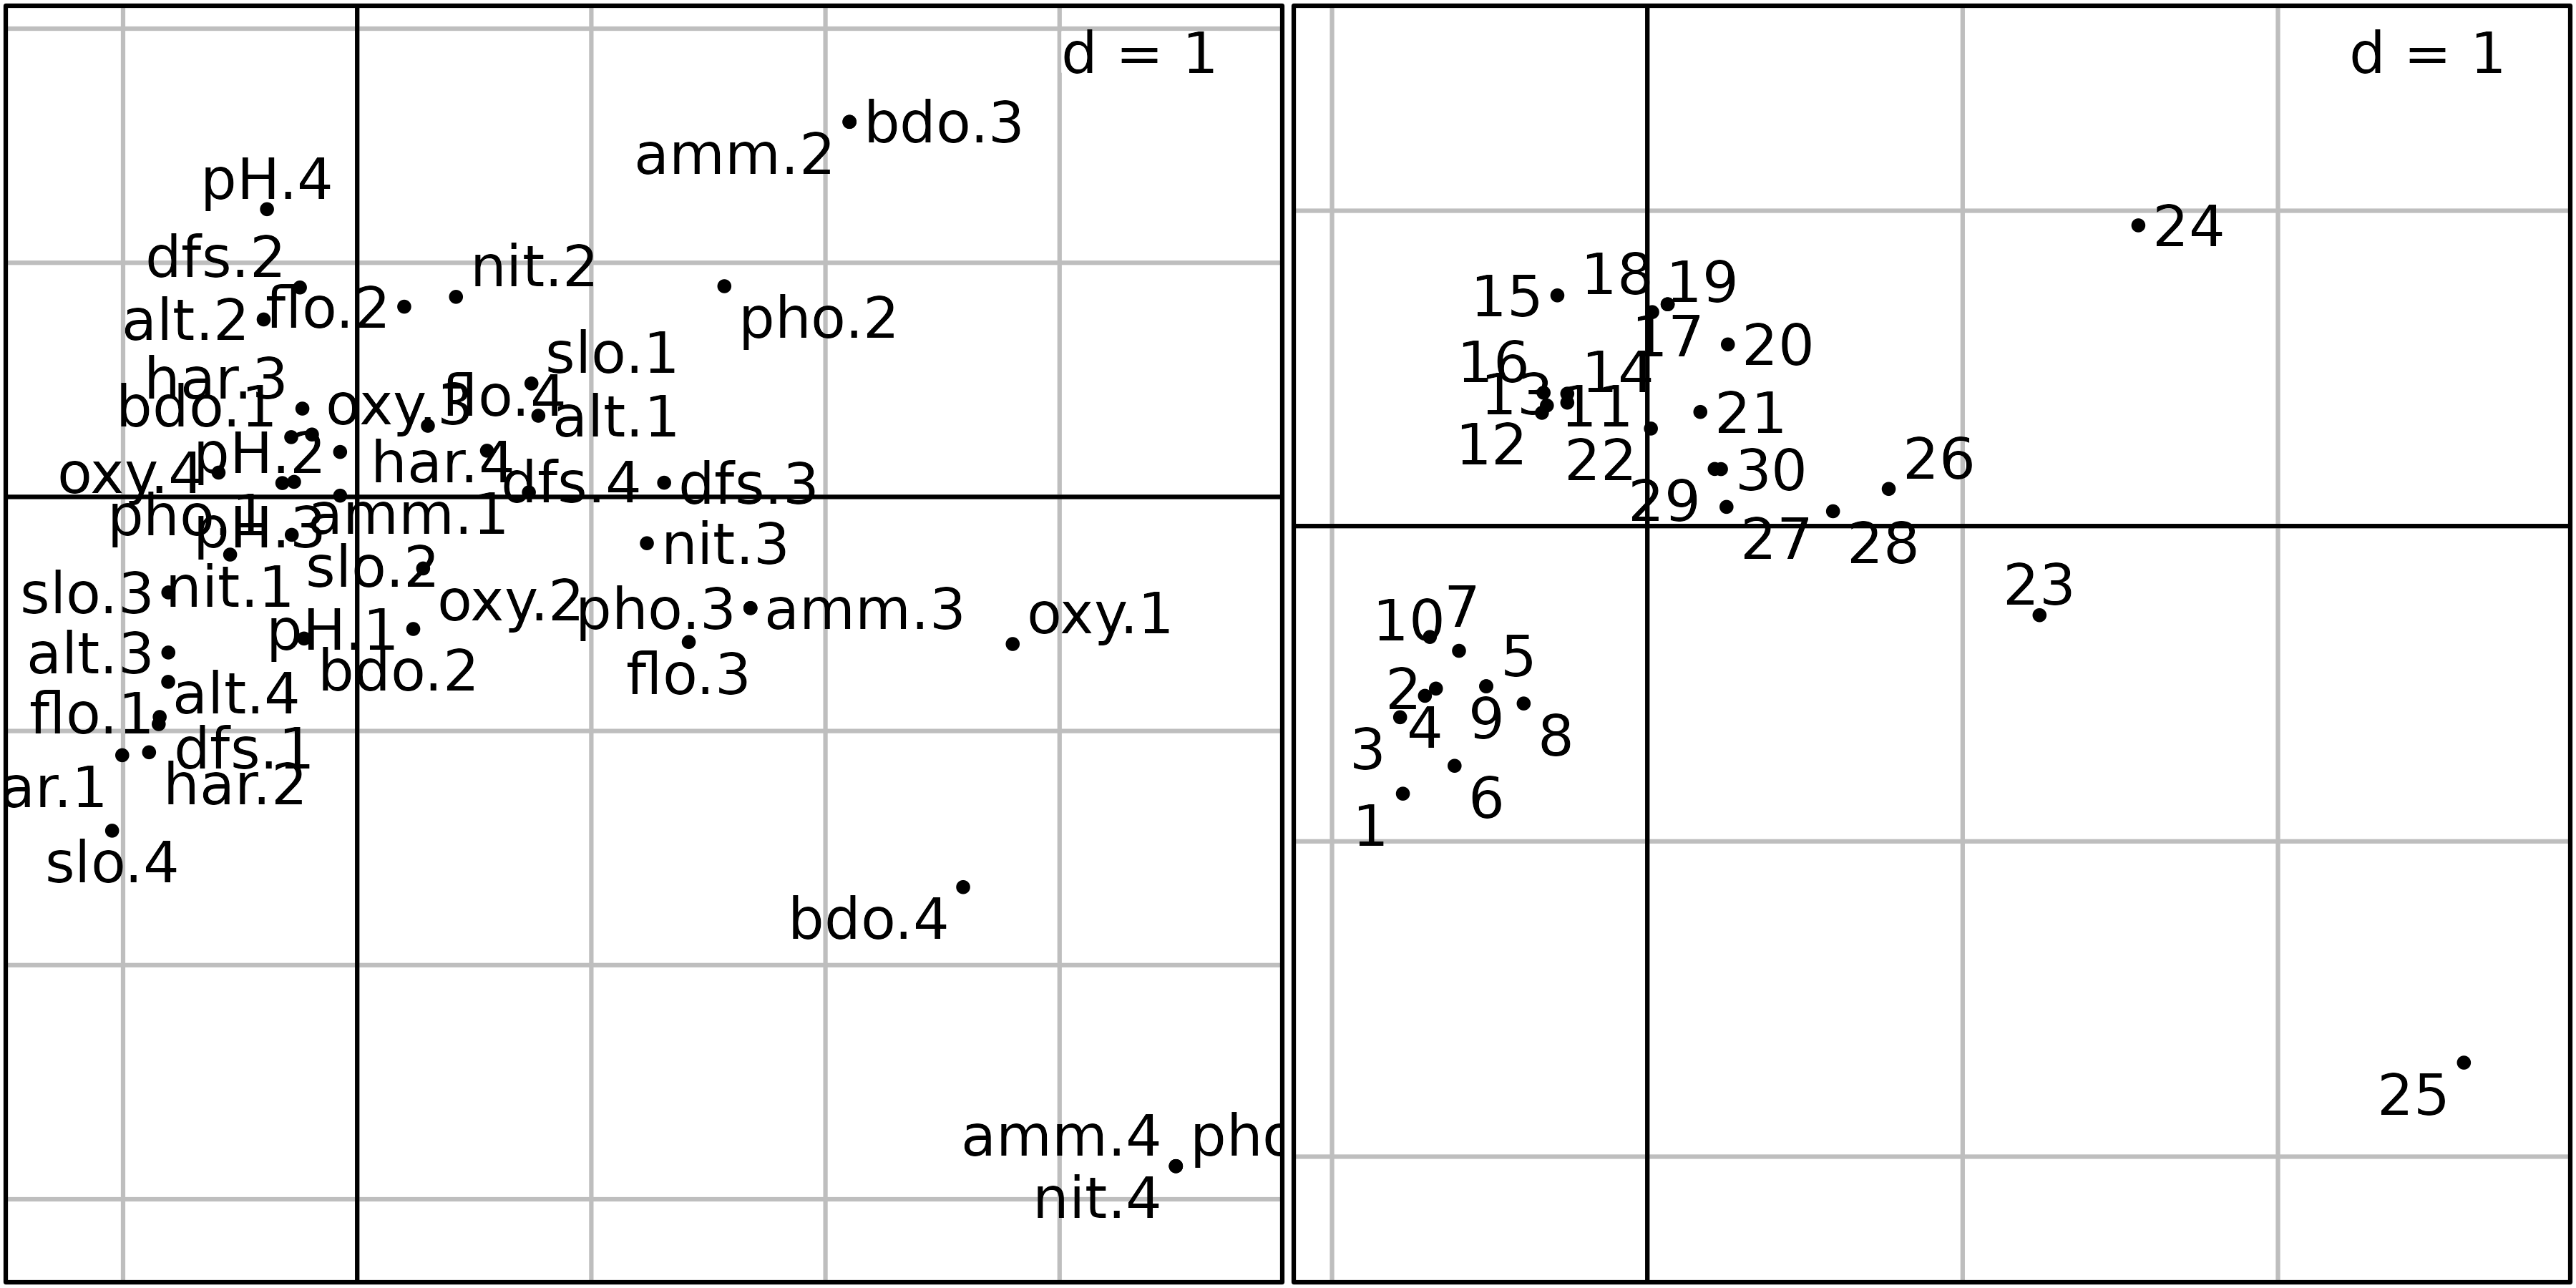 d = 1
bdo.3
amm.2
pH.4
dfs.2
nit.2
flo.2
alt.2
pho.2
slo.1
har.3
flo.4
bdo.1
oxy.3
alt.1
pH.2
har.4
oxy.4
dfs.4
dfs.3
pho.1
amm.1
pH.3
nit.3
slo.2
nit.1
slo.3
oxy.2
pho.3
amm.3
oxy.1
pH.1
alt.3
bdo.2
flo.3
alt.4
flo.1
dfs.1
ar.1
har.2
slo.4
bdo.4
amm.4
pho
nit.4
d = 1
24
18
19
15
17
20
16
14
13
11
21
12
22
30
26
29
27
28
23
10
7
5
2
9
4
8
3
6
1
25